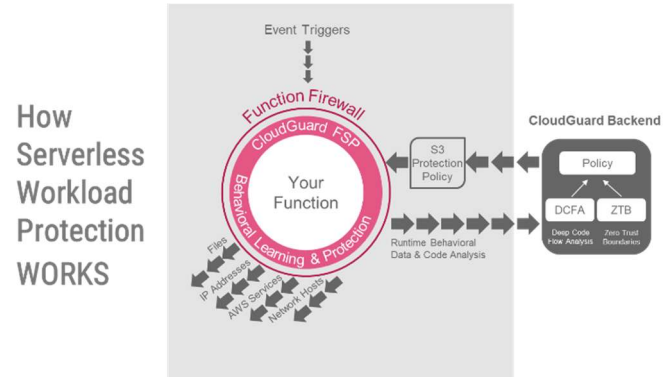 How
Serverless
Workload
Protection
WORKS
Event Triggers
Function Firewall
CloudGuard FSP
Your
Function
Behavioral Learning & Protection
Files
IP Addresses
AWS Services
Network Hosts
S3
Protection
Policy
Runtime Behavioral
Data & Code Analysis
CloudGuard Backend
Policy
DCFA
ZTB
Deep Code
Flow Analysis
Zero Trust
Boundaries